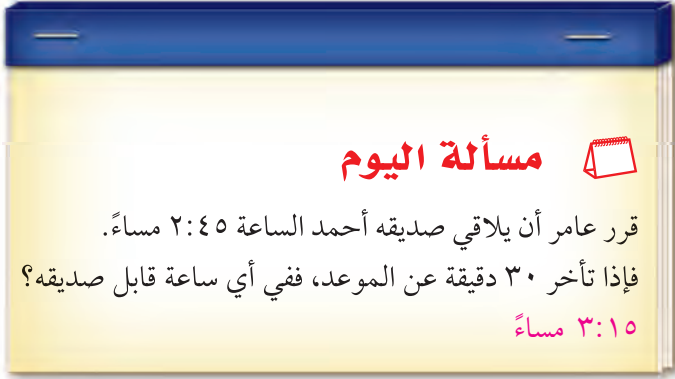 مسألة اليوم
قرر عامر أن يلاقي صديقه أحمد الساعة ٢:٤٥ مساءً.
فإذا تأخر ٣٠ دقيقة عن الموعد، ففي أي ساعة قابل صديقه؟
٣:١٥ مساءً